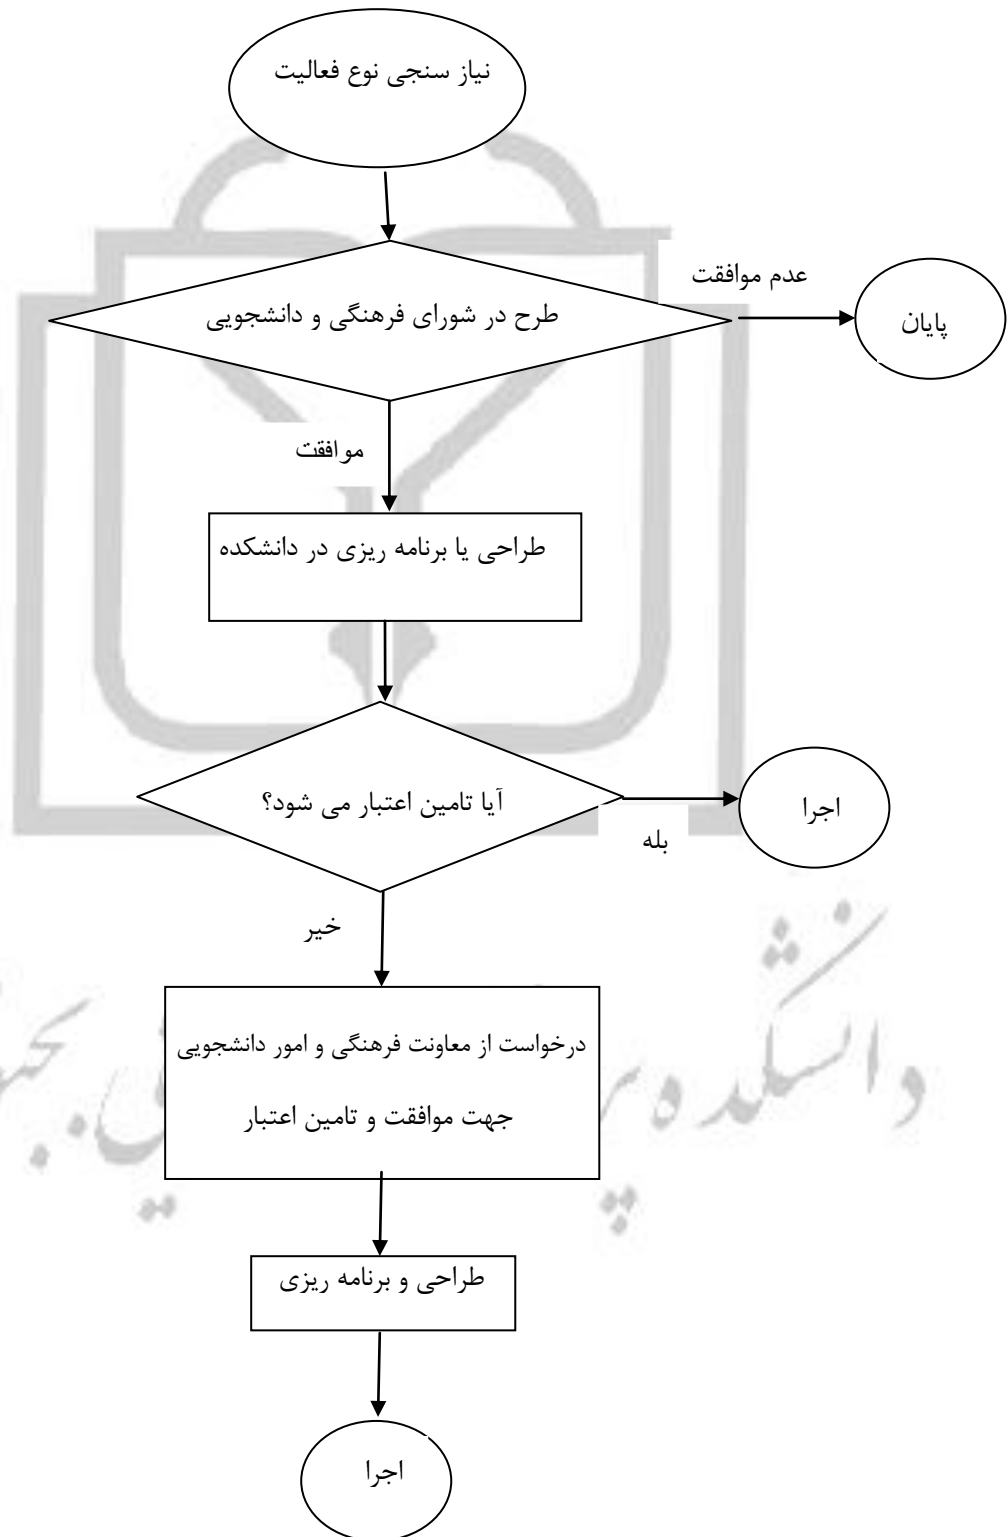 نیاز سنجی نوع فعالیت
عدم موافقت
طرح در شورای فرهنگی و دانشجویی
پایان
موافقت
طراحی یا برنامه ریزی در دانشکده
آیا تامین اعتبار می شود؟
اجرا
بله
خیر
درخواست از معاونت فرهنگی و امور دانشجویی
جهت موافقت و تامین اعتبار
دانشکده
طراحی و برنامه ریزی
اجرا